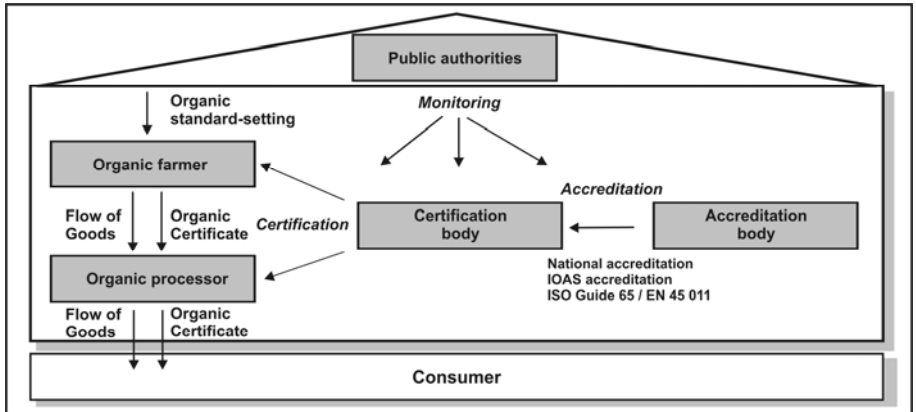 Public authorities
Monitoring
Organic
standard-setting
Organic farmer
Flow of
Goods
Organic
Certificate
Certification
Certification
body
Accreditation
Accreditation
body
National accreditation
IOAS accreditation
ISO Guide 65 / EN 45 011
Organic processor
Flow of
Goods
Organic
Certificate
Consumer